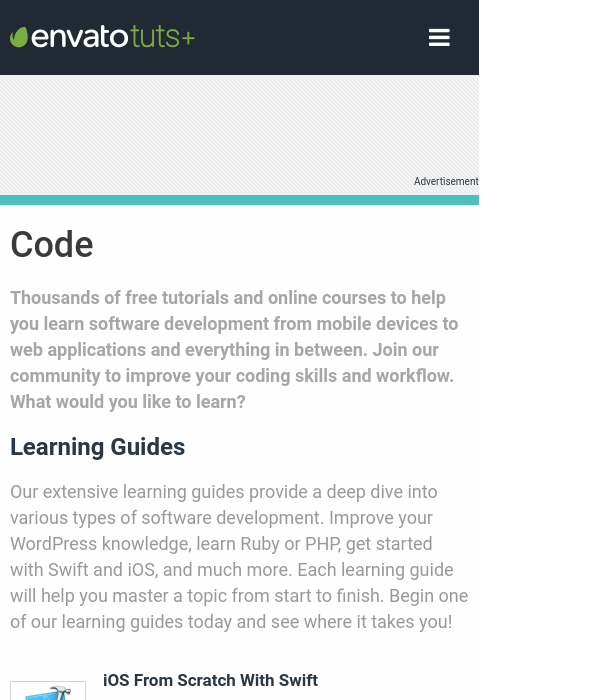 envatotuts+
Advertisement
Code
Thousands of free tutorials and online courses to help
you learn software development from mobile devices to
web applications and everything in between. Join our
community to improve your coding skills and workflow.
What would you like to learn?
Learning Guides
Our extensive learning guides provide a deep dive into
various types of software development. Improve your
WordPress knowledge, learn Ruby or PHP, get started
with Swift and iOS, and much more. Each learning guide
will help you master a topic from start to finish. Begin one
of our learning guides today and see where it takes you!
iOS From Scratch With Swift